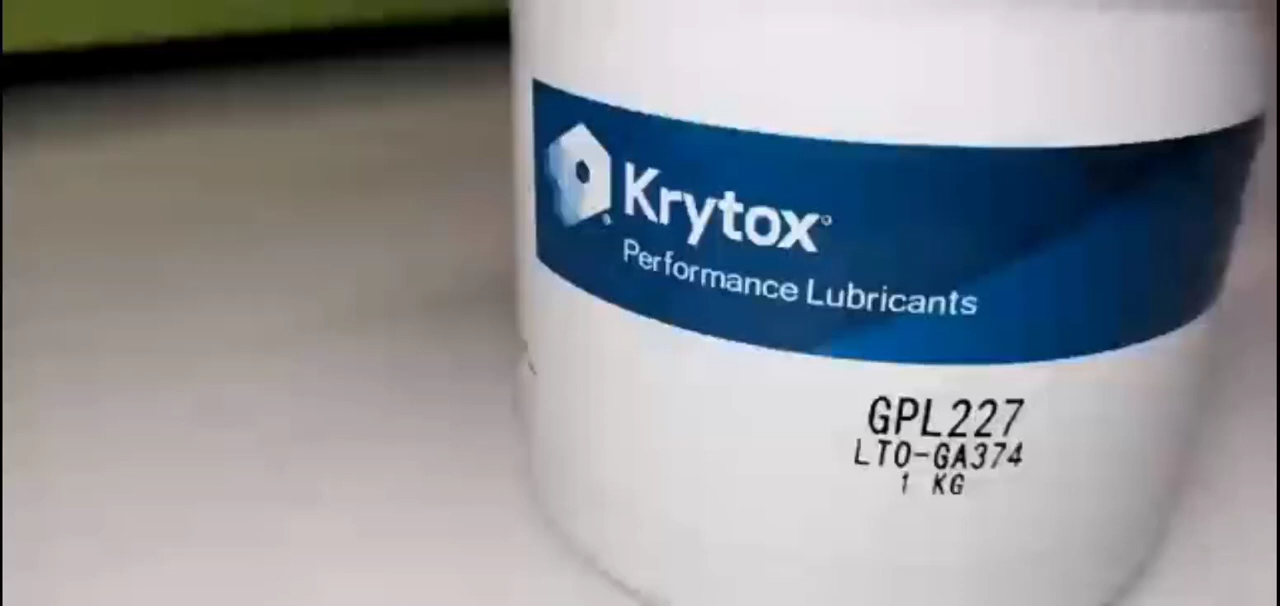 Krytox
Performance Lubricants
GPL227
LTO-GA374
1 KG